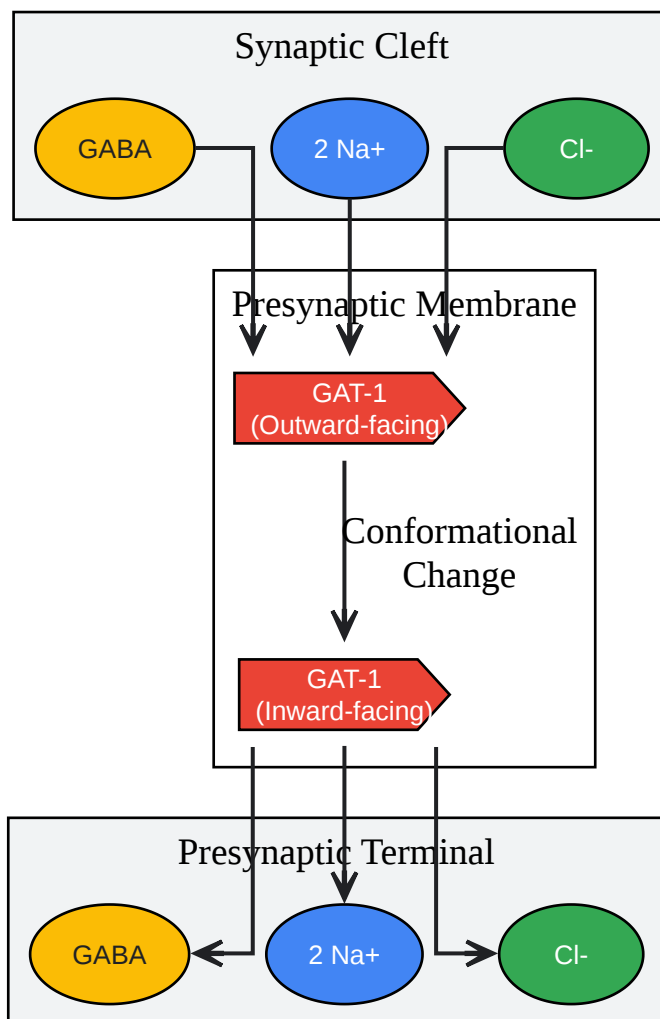 Synaptic Cleft
GABA
2 Na+
Cl-
Presynaptic Membrane
GAT-1
(Outward-facing)
Conformational
Change
GAT-1
(Inward-facing)
Presynaptic Terminal
GABA
2 Na+
Cl-